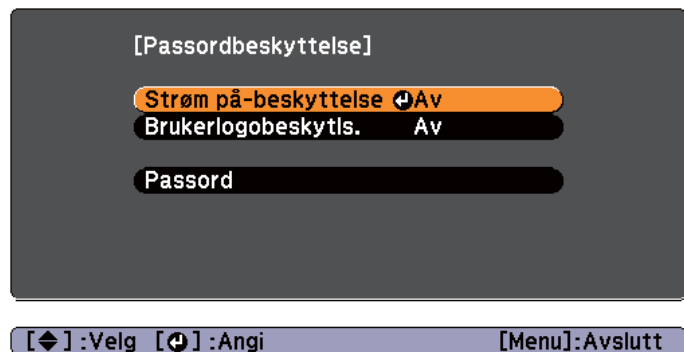 [Passordbeskyttelse]
Strøm på-beskyttelse Av
Brukerlogobeskytls. Av
Passord
[ ] :Velg [ ] :Angi [Menu]:Avslutt